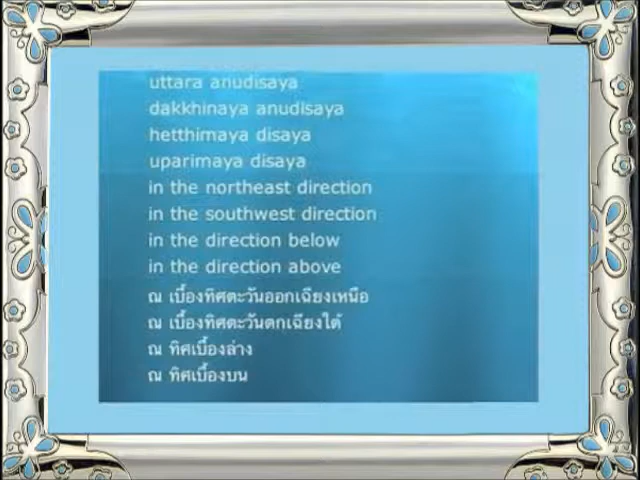 uttara anudisaya
dakkhinaya anudisaya
hetthimaya disaya
uparimaya disaya
in the northeast direction
in the southwest direction
in the direction below
in the direction above
ณ เบื้องทิศตะวันออกเฉียงเหนือ
ณ เบื้องทิศตะวันตกเฉียงใต้
ณ ทิศเบื้องล่าง
ณ ทิศเบื้องบน